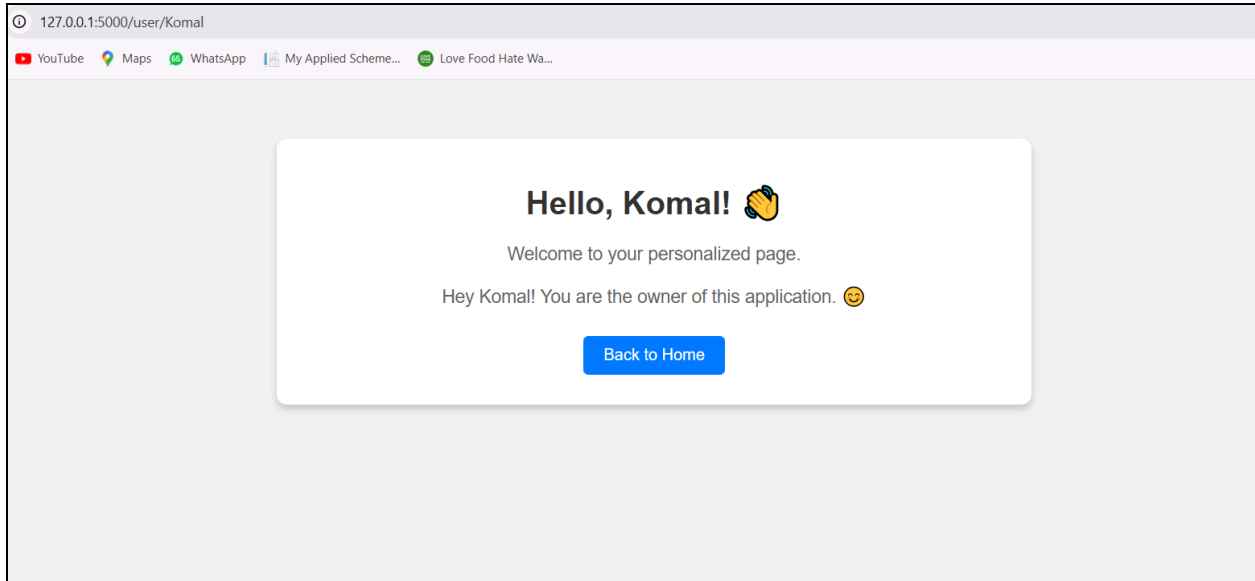 127.0.0.1:5000/user/Komal
YouTube Maps WhatsApp My Applied Scheme... Love Food Hate Wa...
Hello, Komal! 👋
Welcome to your personalized page.
Hey Komal! You are the owner of this application. 😊
Back to Home